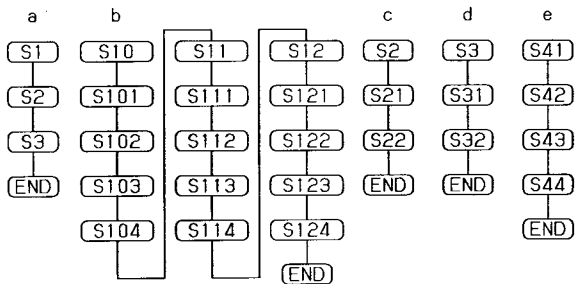 a b c d e
S1 S10 S11 S12 S2 S3 S41
S2 S101 S111 S121 S21 S31 S42
S3 S102 S112 S122 S22 S32 S43
END S103 S113 S123 END END S44
S104 S114 S124 END
END